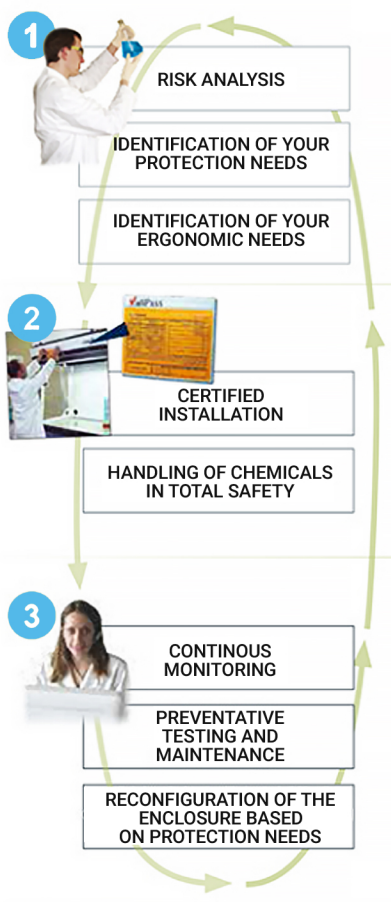 1
RISK ANALYSIS
IDENTIFICATION OF YOUR
PROTECTION NEEDS
IDENTIFICATION OF YOUR
ERGONOMIC NEEDS
2
CERTIFIED
INSTALLATION
HANDLING OF CHEMICALS
IN TOTAL SAFETY
3
CONTINOUS
MONITORING
PREVENTATIVE
TESTING AND
MAINTENANCE
RECONFIGURATION OF THE
ENCLOSURE BASED
ON PROTECTION NEEDS